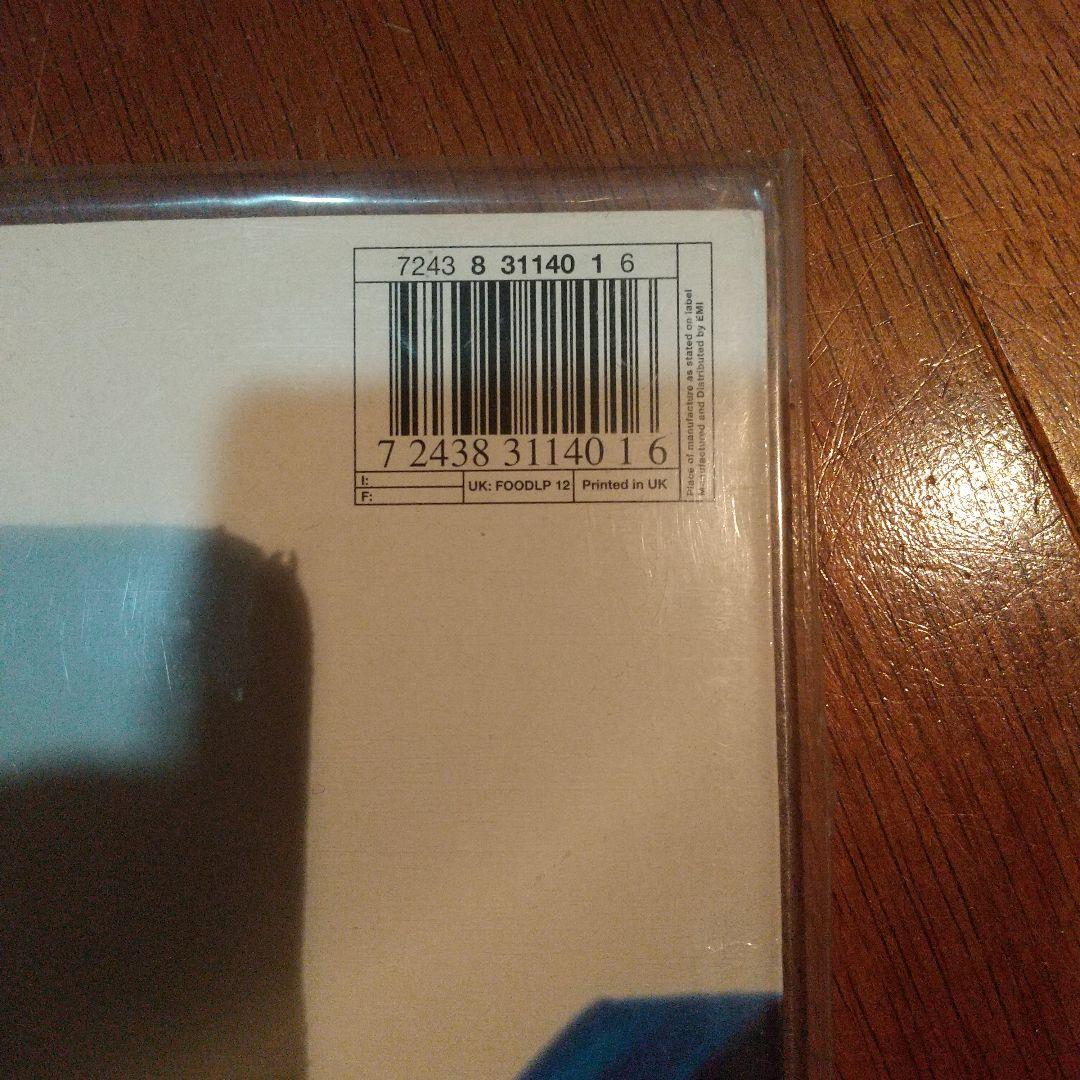 7243 8 31140 1 6
7 24383 11401 6
I:
F:
UK: FOODLP 12
Printed in UK
Place of manufacture as stated on label
Manufactured and Distributed by EMI